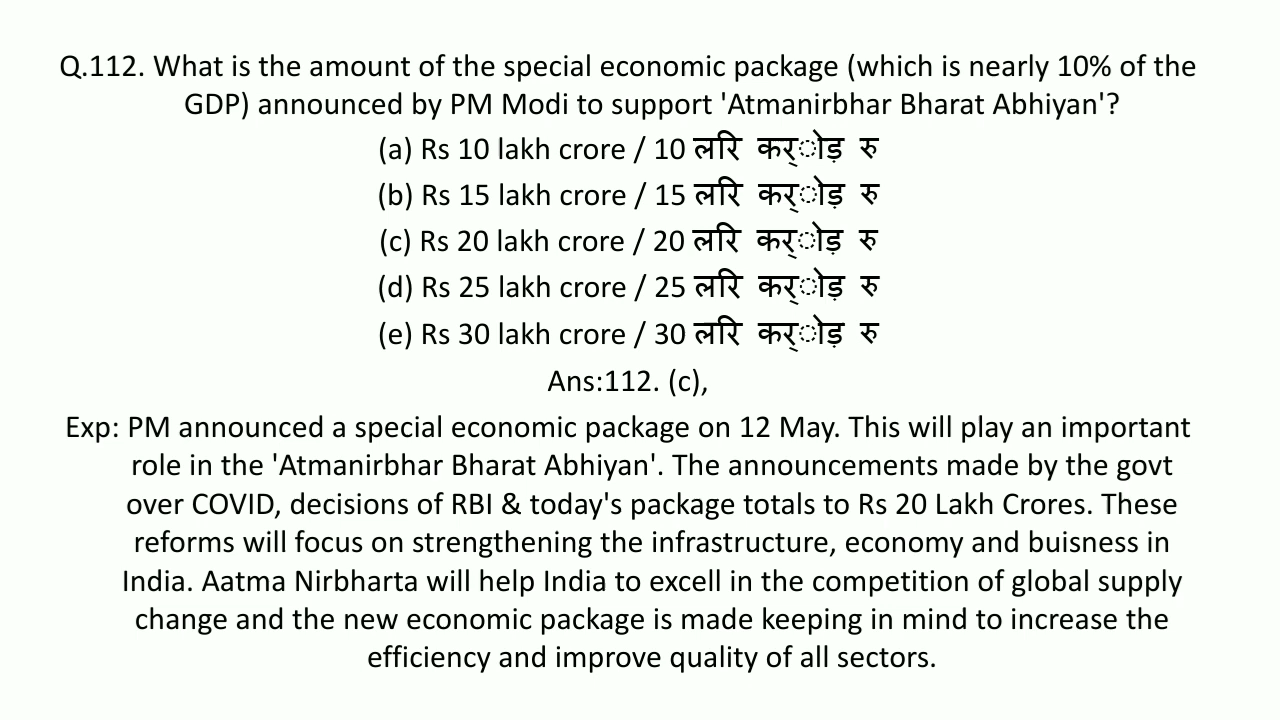 Q.112. What is the amount of the special economic package (which is nearly 10% of the
GDP) announced by PM Modi to support 'Atmanirbhar Bharat Abhiyan'?
(a) Rs 10 lakh crore / 10 लरि कर्ोड़ रु
(b) Rs 15 lakh crore / 15 लरि कर्ोड़ रु
(c) Rs 20 lakh crore / 20 लरि कर्ोड़ रु
(d) Rs 25 lakh crore / 25 लरि कर्ोड़ रु
(e) Rs 30 lakh crore / 30 लरि कर्ोड़ रु
Ans:112. (c),
Exp: PM announced a special economic package on 12 May. This will play an important
role in the 'Atmanirbhar Bharat Abhiyan'. The announcements made by the govt
over COVID, decisions of RBI & today's package totals to Rs 20 Lakh Crores. These
reforms will focus on strengthening the infrastructure, economy and buisness in
India. Aatma Nirbharta will help India to excell in the competition of global supply
change and the new economic package is made keeping in mind to increase the
efficiency and improve quality of all sectors.